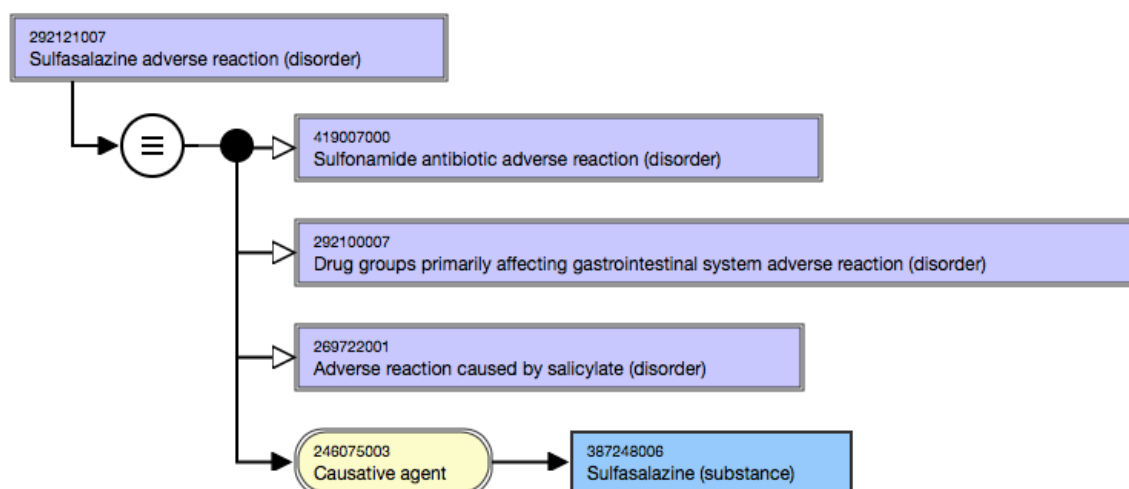 292121007
Sulfasalazine adverse reaction (disorder)
419007000
Sulfonamide antibiotic adverse reaction (disorder)
292100007
Drug groups primarily affecting gastrointestinal system adverse reaction (disorder)
269722001
Adverse reaction caused by salicylate (disorder)
246075003
Causative agent
387248006
Sulfasalazine (substance)